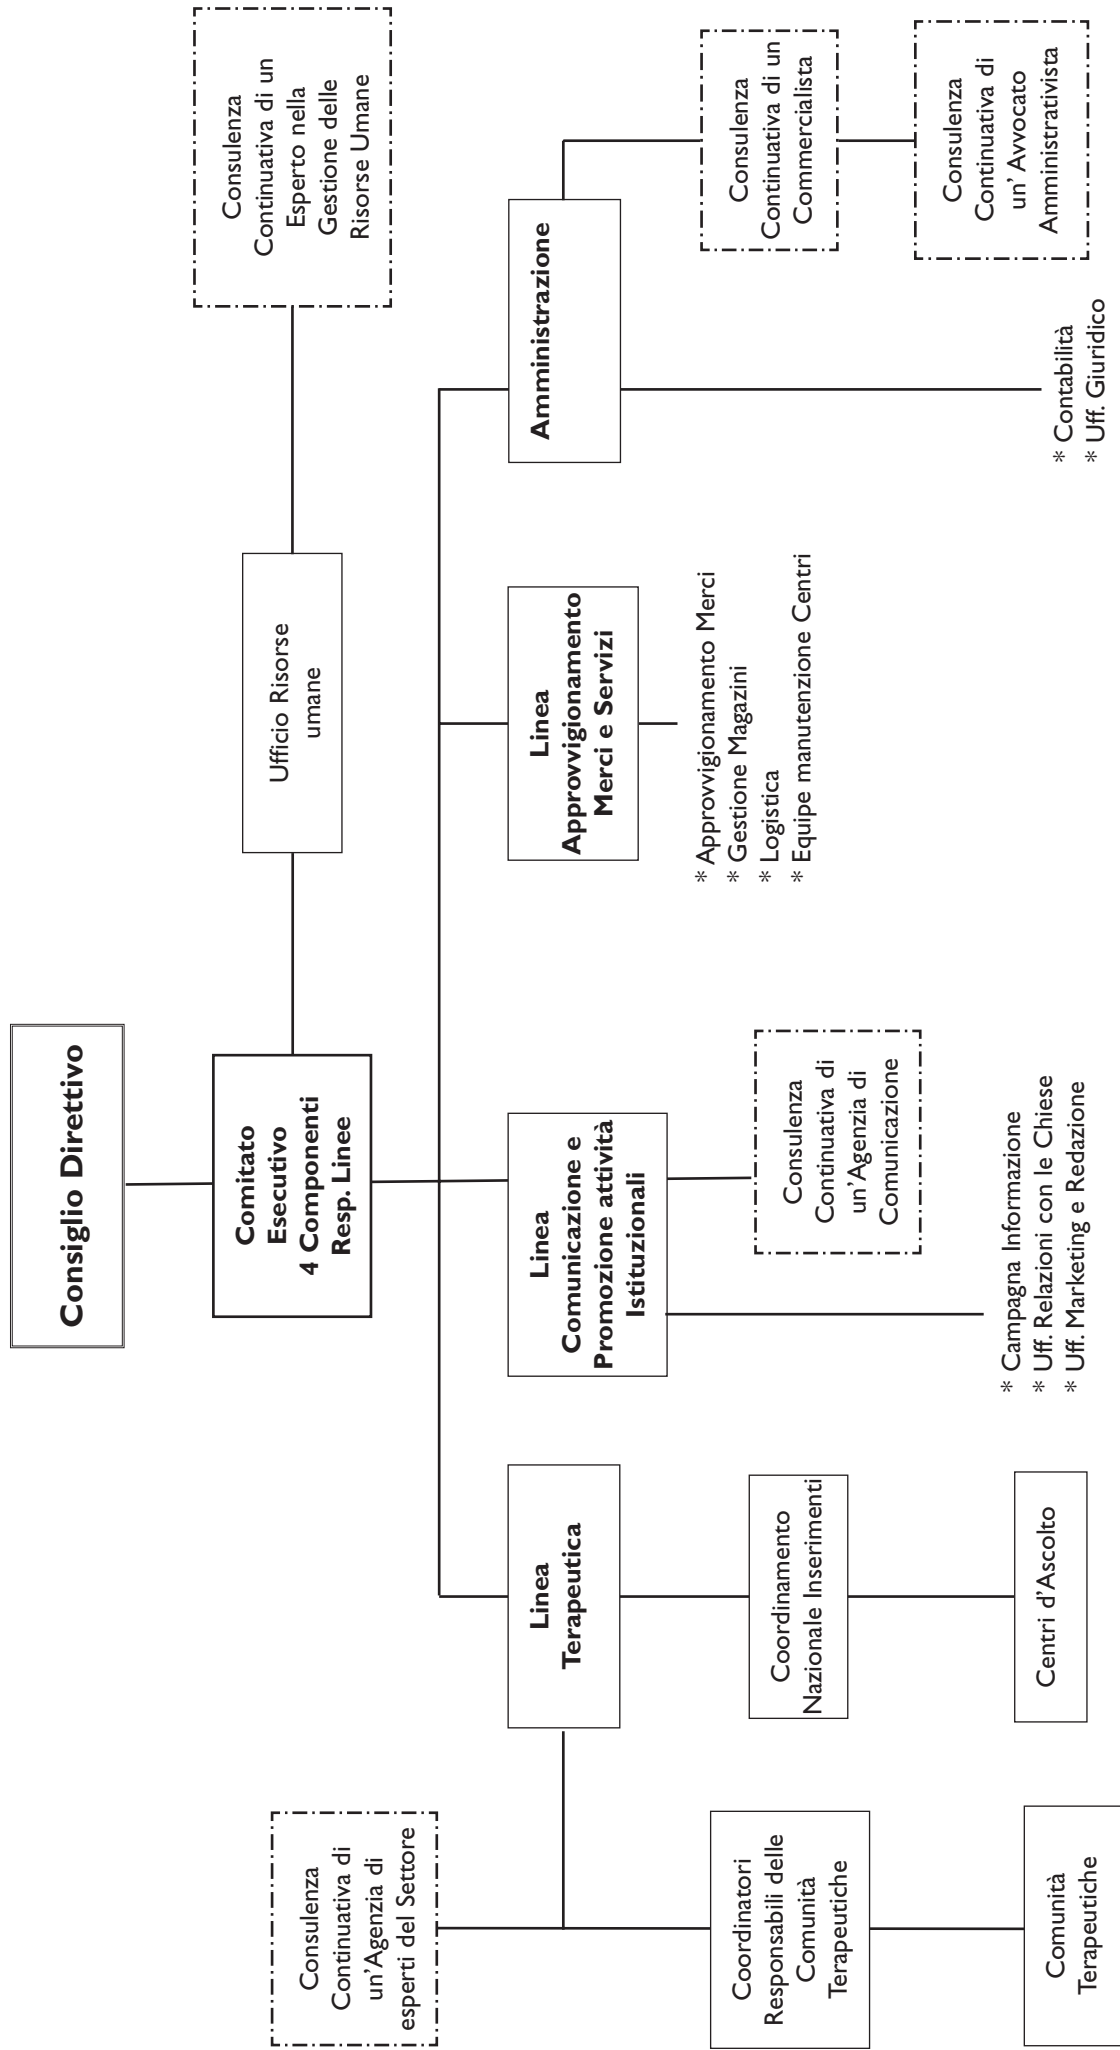 Consiglio Direttivo
Comitato
Esecutivo
4 Componenti
Resp. Linee
Ufficio Risorse
umane
Consulenza
Continuativa di un
Esperto nella
Gestione delle
Risorse Umane
Consulenza
Continuativa di
un'Agenzia di
esperti del Settore
Linea
Terapeutica
Linea
Comunicazione e
Promozione attività
Istituzionali
Linea
Approvvigionamento
Merci e Servizi
Amministrazione
Coordinatori
Responsabili delle
Comunità
Terapeutiche
Coordinamento
Nazionale Inserimenti
Consulenza
Continuativa di
un'Agenzia di
Comunicazione
* Approvvigionamento Merci
* Gestione Magazini
* Logistica
* Equipe manutenzione Centri
Consulenza
Continuativa di un
Commercialista
Consulenza
Continuativa di
un' Avvocato
Amministrativista
Comunità
Terapeutiche
Centri d'Ascolto
* Campagna Informazione
* Uff. Relazioni con le Chiese
* Uff. Marketing e Redazione
* Contabilità
* Uff. Giuridico